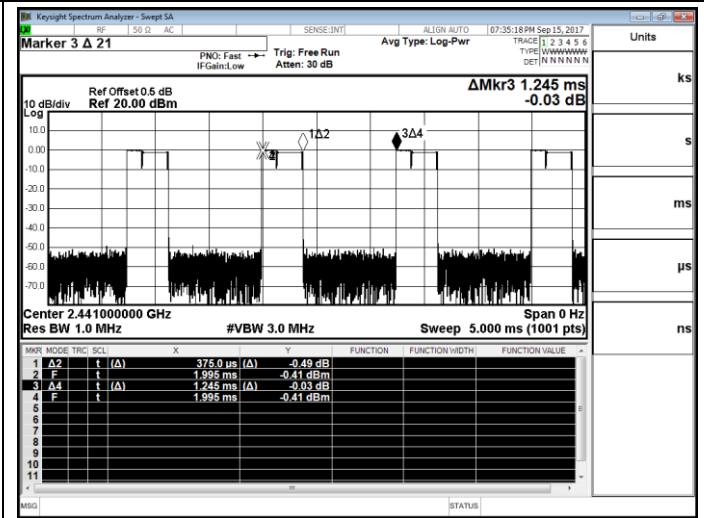 Keysight Spectrum Analyzer - Swept SA
RF 50 Ω AC SENSE:INT ALIGN AUTO 07:35:18 PM Sep 15, 2017
Marker 3 Δ 21
PNO: Fast
IFGain:Low
Trig: Free Run
Atten: 30 dB
Avg Type: Log-Pwr
TRACE 1 2 3 4 5 6
TYPE WWWWWW
DET N N N N N N
Units
ks
s
ms
µs
ns
Ref Offset 0.5 dB
ΔMkr3 1.245 ms
10 dB/div Ref 20.00 dBm -0.03 dB
Log
10.0
0.00
-10.0
-20.0
-30.0
-40.0
-50.0
-60.0
-70.0
1Δ2
3Δ4
Center 2.441000000 GHz Span 0 Hz
Res BW 1.0 MHz #VBW 3.0 MHz Sweep 5.000 ms (1001 pts)
MKR MODE TRC SCL X Y FUNCTION FUNCTION WIDTH FUNCTION VALUE
1 Δ2 t (Δ) 375.0 µs (Δ) -0.49 dB
2 F t 1.995 ms -0.41 dBm
3 Δ4 t (Δ) 1.245 ms (Δ) -0.03 dB
4 F t 1.995 ms -0.41 dBm
5
6
7
8
9
10
11
MSG STATUS